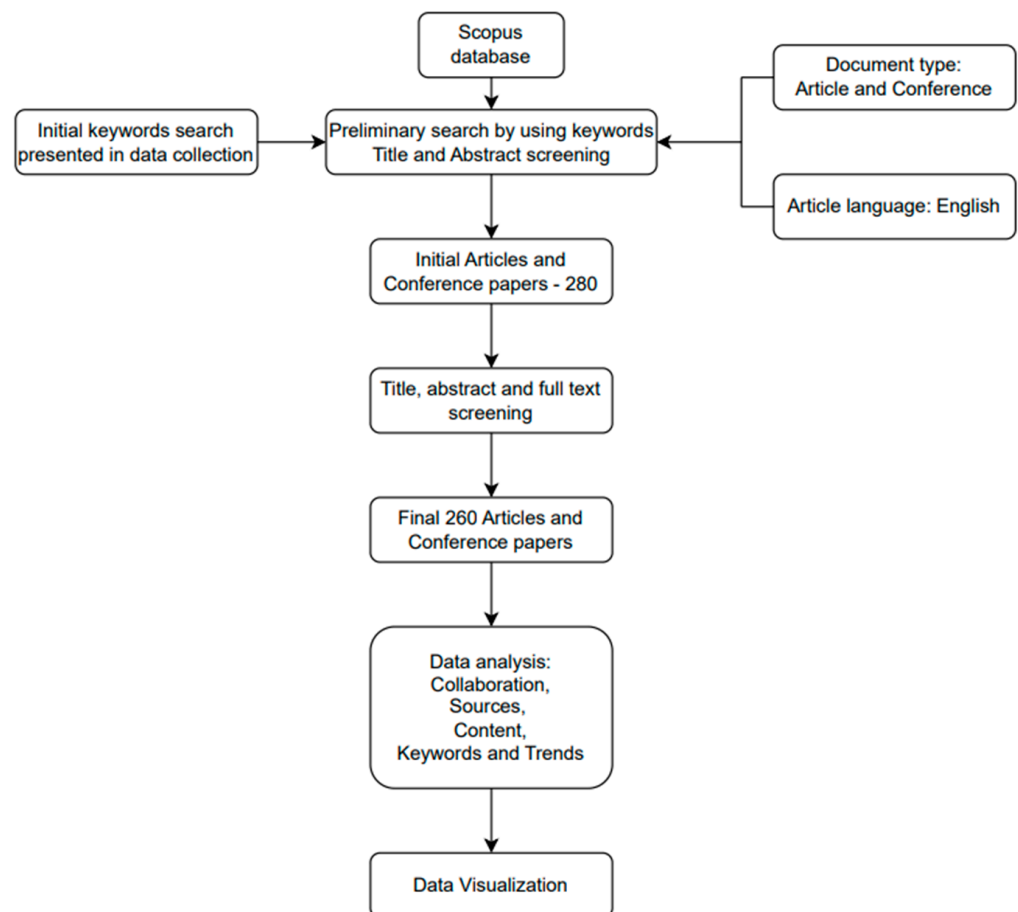 Scopus
database
Document type:
Article and Conference
Initial keywords search
presented in data collection
Preliminary search by using keywords
Title and Abstract screening
Article language: English
Initial Articles and
Conference papers - 280
Title, abstract and full text
screening
Final 260 Articles and
Conference papers
Data analysis:
Collaboration,
Sources,
Content,
Keywords and Trends
Data Visualization